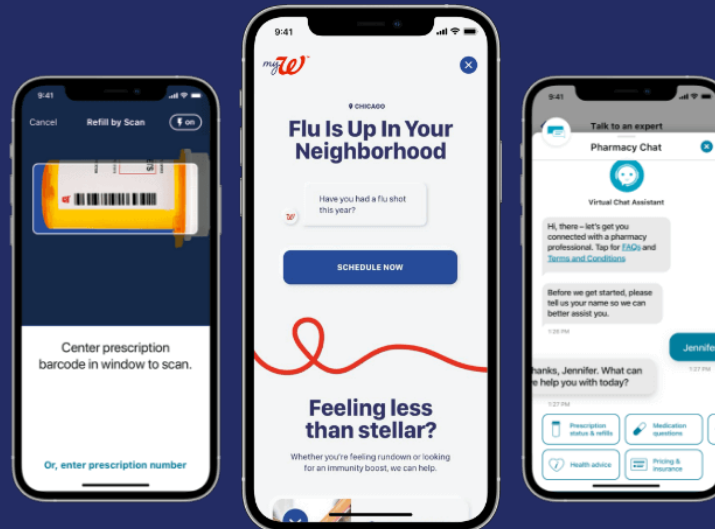 9:41
Cancel
Refill by Scan
on
Center prescription
barcode in window to scan.
Or, enter prescription number
9:41
myW
CHICAGO
Flu Is Up In Your
Neighborhood
Have you had a flu shot
this year?
W
SCHEDULE NOW
Feeling less
than stellar?
Whether you're feeling rundown or looking
for an immunity boost, we can help.
9:41
Talk to an expert
Pharmacy Chat
Virtual Chat Assistant
Hi, there – let's get you
connected with a pharmacy
professional. Tap for FAQs and
Terms and Conditions
Before we get started, please
tell us your name so we can
better assist you.
Jennife
1:27 PM
hanks, Jennifer. What can
e help you with today?
1:27 PM
Prescription
status & refills
Medication
questions
Health advice
Pricing &
insurance